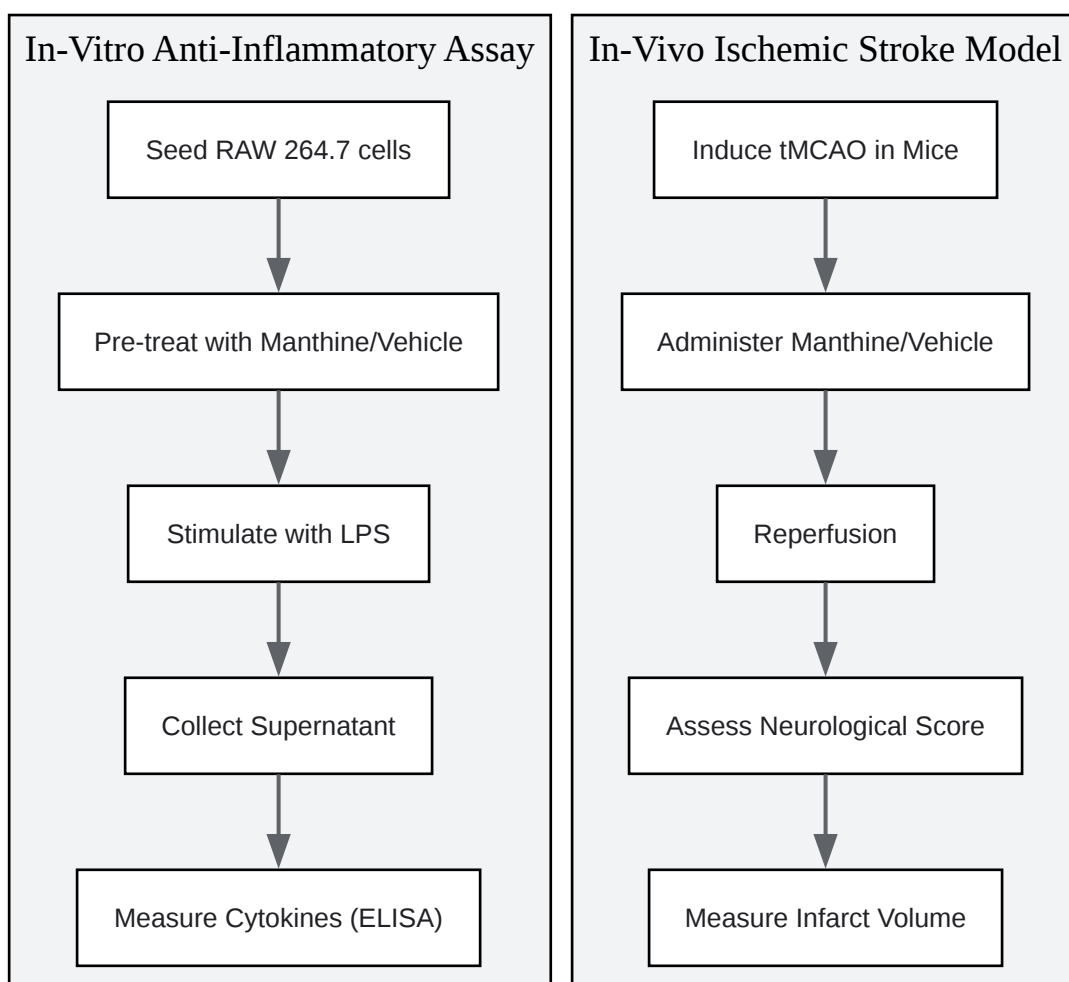 In-Vitro Anti-Inflammatory Assay
Seed RAW 264.7 cells
Pre-treat with Manthine/Vehicle
Stimulate with LPS
Collect Supernatant
Measure Cytokines (ELISA)
In-Vivo Ischemic Stroke Model
Induce tMCAO in Mice
Administer Manthine/Vehicle
Reperfusion
Assess Neurological Score
Measure Infarct Volume